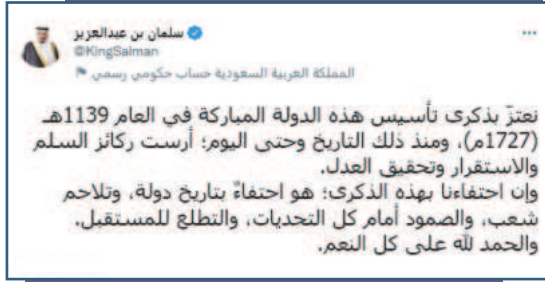 سلمان بن عبدالعزيز
@KingSalman
المملكة العربية السعودية حساب حكومي رسمي
نعتزّ بذكرى تأسيس هذه الدولة المباركة في العام 1139هـ
(1727م)، ومنذ ذلك التاريخ وحتى اليوم؛ أرست ركائز السلم
والاستقرار وتحقيق العدل.
وإن احتفاءنا بهذه الذكرى؛ هو احتفاءً بتاريخ دولة، وتلاحم
شعب، والصمود أمام كل التحديات، والتطلع للمستقبل.
والحمد لله على كل النعم.